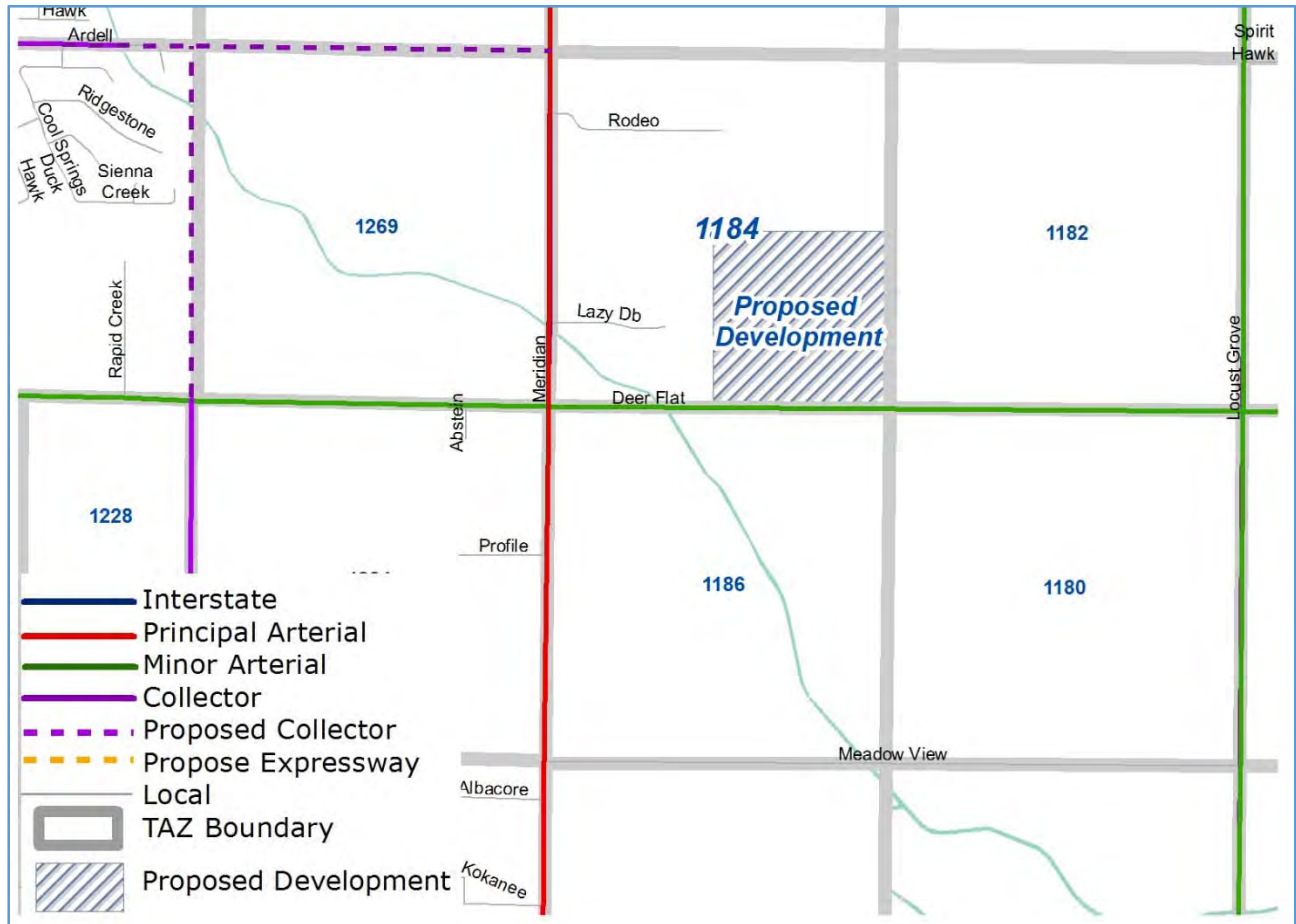 Hawk
Ardell
Spirit
Hawk
Ridgestone
Cool Springs
Duck
Hawk
Sienna
Creek
Rodeo
1269
1184
1182
Proposed
Development
Rapid Creek
Lazy Db
Meridian
Locust Grove
Deer Flat
Abstein
1228
Profile
1186
1180
Meadow View
Albacore
Kokanee
Interstate
Principal Arterial
Minor Arterial
Collector
Proposed Collector
Propose Expressway
Local
TAZ Boundary
Proposed Development